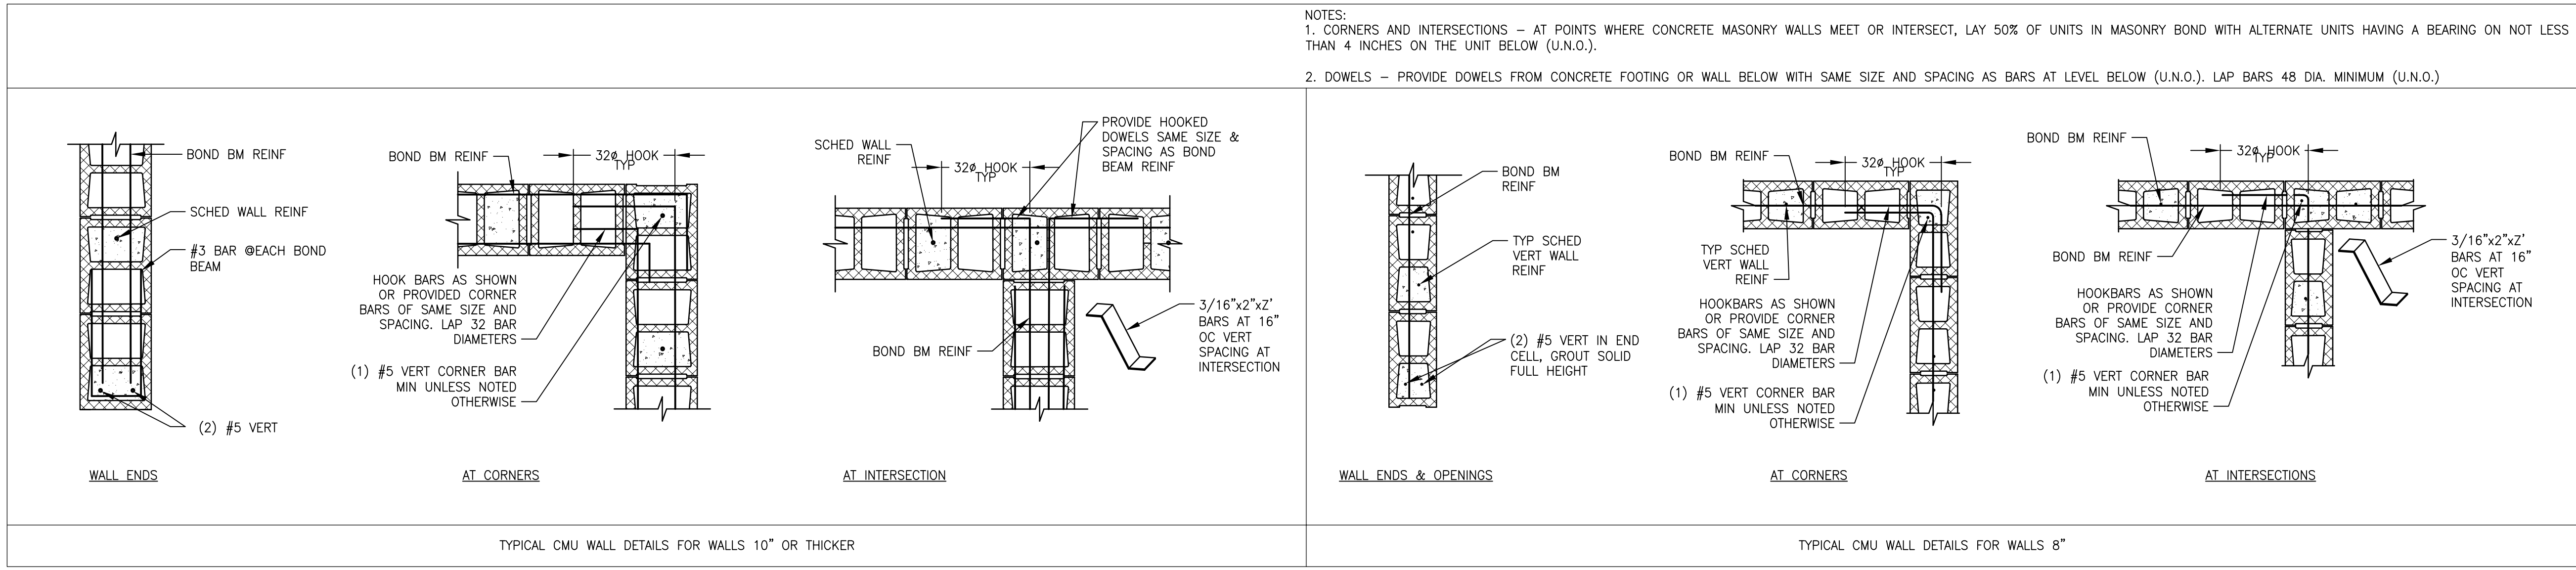 NOTES:
1. CORNERS AND INTERSECTIONS – AT POINTS WHERE CONCRETE MASONRY WALLS MEET OR INTERSECT, LAY 50% OF UNITS IN MASONRY BOND WITH ALTERNATE UNITS HAVING A BEARING ON NOT LESS
THAN 4 INCHES ON THE UNIT BELOW (U.N.O.).
2. DOWELS – PROVIDE DOWELS FROM CONCRETE FOOTING OR WALL BELOW WITH SAME SIZE AND SPACING AS BARS AT LEVEL BELOW (U.N.O.). LAP BARS 48 DIA. MINIMUM (U.N.O.)
BOND BM REINF
SCHED WALL REINF
#3 BAR @EACH BOND
BEAM
(2) #5 VERT
WALL ENDS
BOND BM REINF
32ø HOOK
TYP
HOOK BARS AS SHOWN
OR PROVIDED CORNER
BARS OF SAME SIZE AND
SPACING. LAP 32 BAR
DIAMETERS
(1) #5 VERT CORNER BAR
MIN UNLESS NOTED
OTHERWISE
AT CORNERS
SCHED WALL
REINF
32ø HOOK
TYP
PROVIDE HOOKED
DOWELS SAME SIZE &
SPACING AS BOND
BEAM REINF
BOND BM REINF
3/16"x2"xZ'
BARS AT 16"
OC VERT
SPACING AT
INTERSECTION
AT INTERSECTION
TYPICAL CMU WALL DETAILS FOR WALLS 10" OR THICKER
BOND BM
REINF
TYP SCHED
VERT WALL
REINF
(2) #5 VERT IN END
CELL, GROUT SOLID
FULL HEIGHT
WALL ENDS & OPENINGS
BOND BM REINF
32ø HOOK
TYP
TYP SCHED
VERT WALL
REINF
HOOKBARS AS SHOWN
OR PROVIDE CORNER
BARS OF SAME SIZE AND
SPACING. LAP 32 BAR
DIAMETERS
(1) #5 VERT CORNER BAR
MIN UNLESS NOTED
OTHERWISE
AT CORNERS
BOND BM REINF
32ø HOOK
TYP
BOND BM REINF
HOOKBARS AS SHOWN
OR PROVIDE CORNER
BARS OF SAME SIZE AND
SPACING. LAP 32 BAR
DIAMETERS
(1) #5 VERT CORNER BAR
MIN UNLESS NOTED
OTHERWISE
3/16"x2"xZ'
BARS AT 16"
OC VERT
SPACING AT
INTERSECTION
AT INTERSECTIONS
TYPICAL CMU WALL DETAILS FOR WALLS 8"